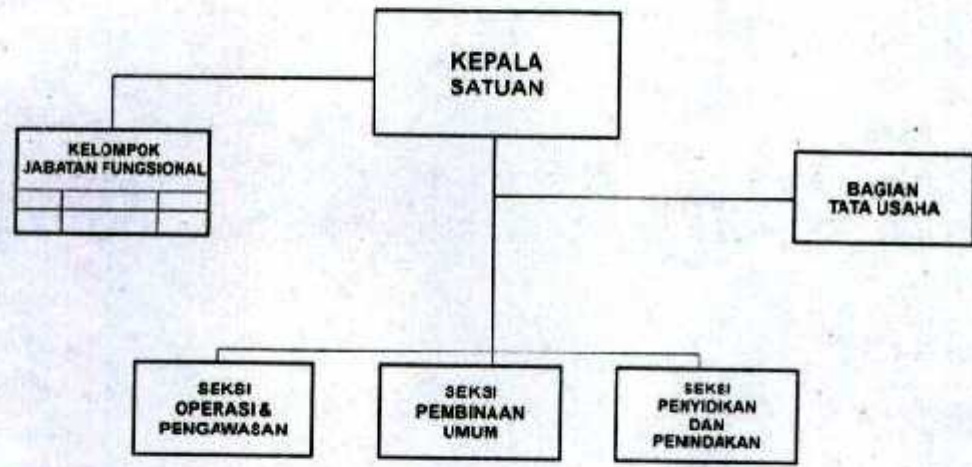 KEPALA
SATUAN
KELOMPOK
JABATAN FUNGSIONAL
BAGIAN
TATA USAHA
SEKSI
OPERASI &
PENGAWASAN
SEKSI
PEMBINAAN
UMUM
SEKSI
PENYIDIKAN
DAN
PENINDAKAN